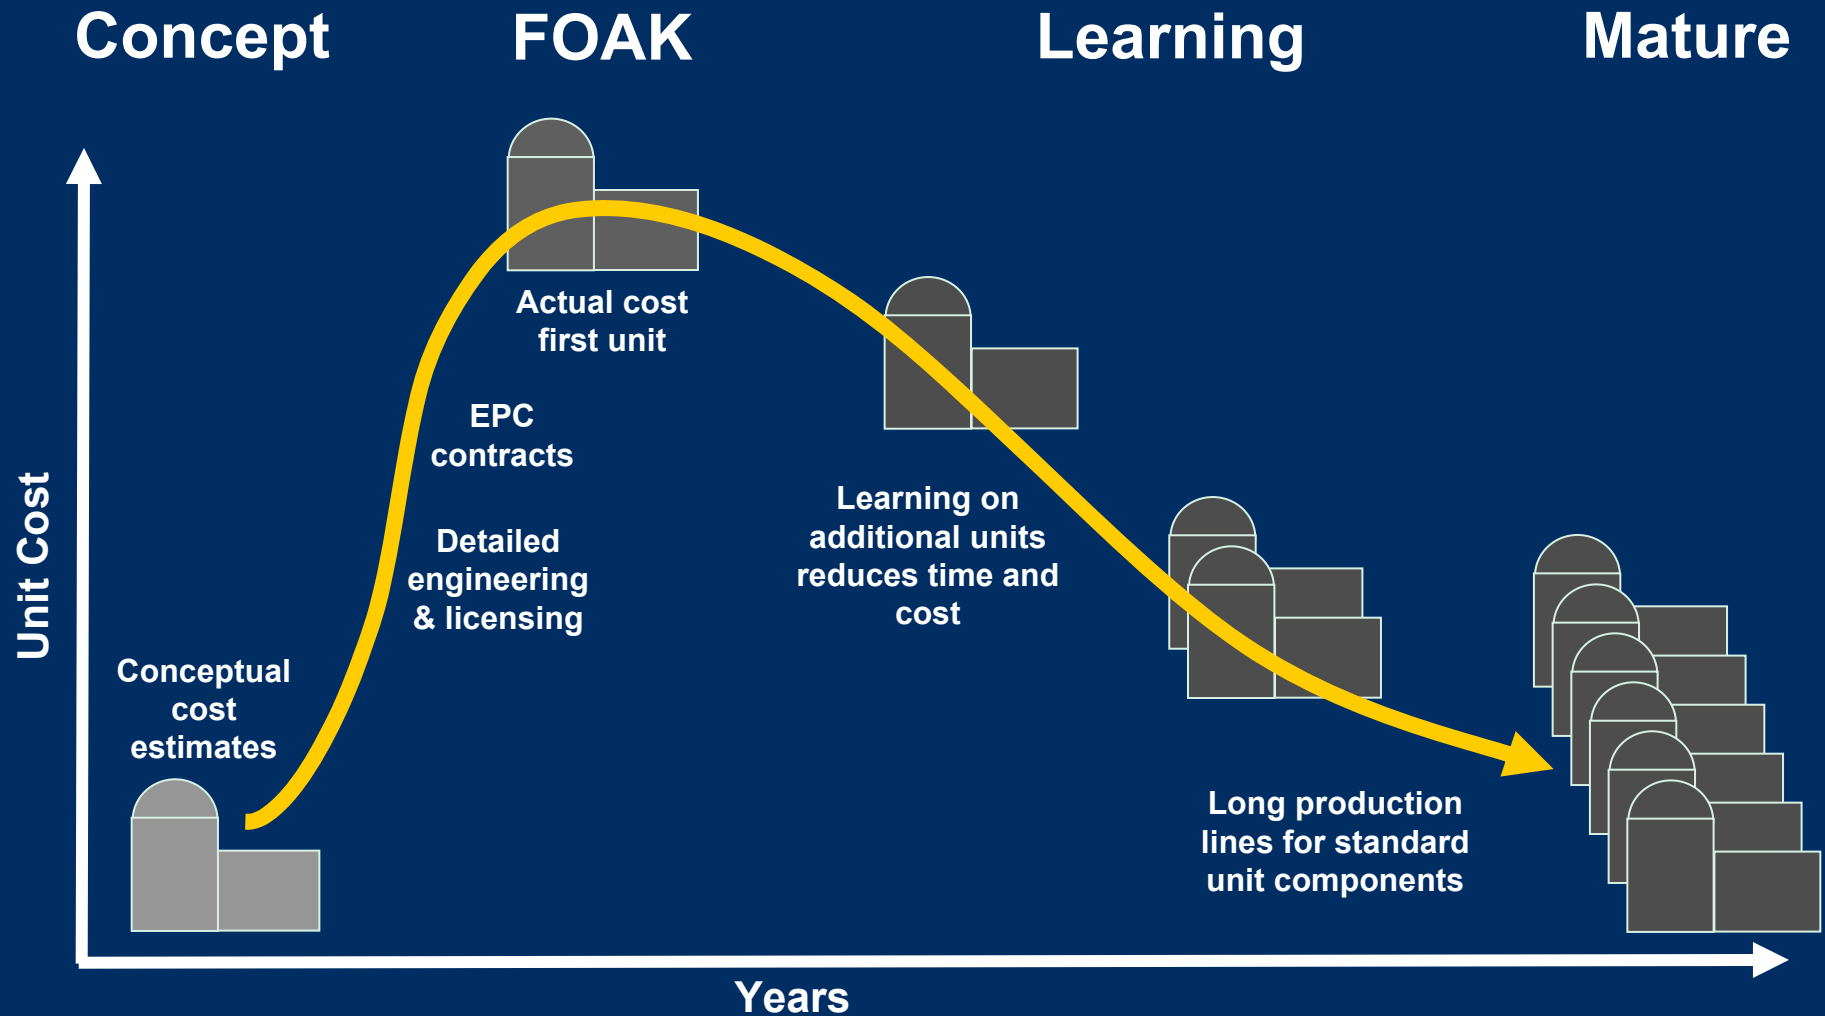 Concept
FOAK
Learning
Mature
Unit Cost
Conceptual
cost
estimates
Detailed
engineering
& licensing
EPC
contracts
Actual cost
first unit
Learning on
additional units
reduces time and
cost
Long production
lines for standard
unit components
Years